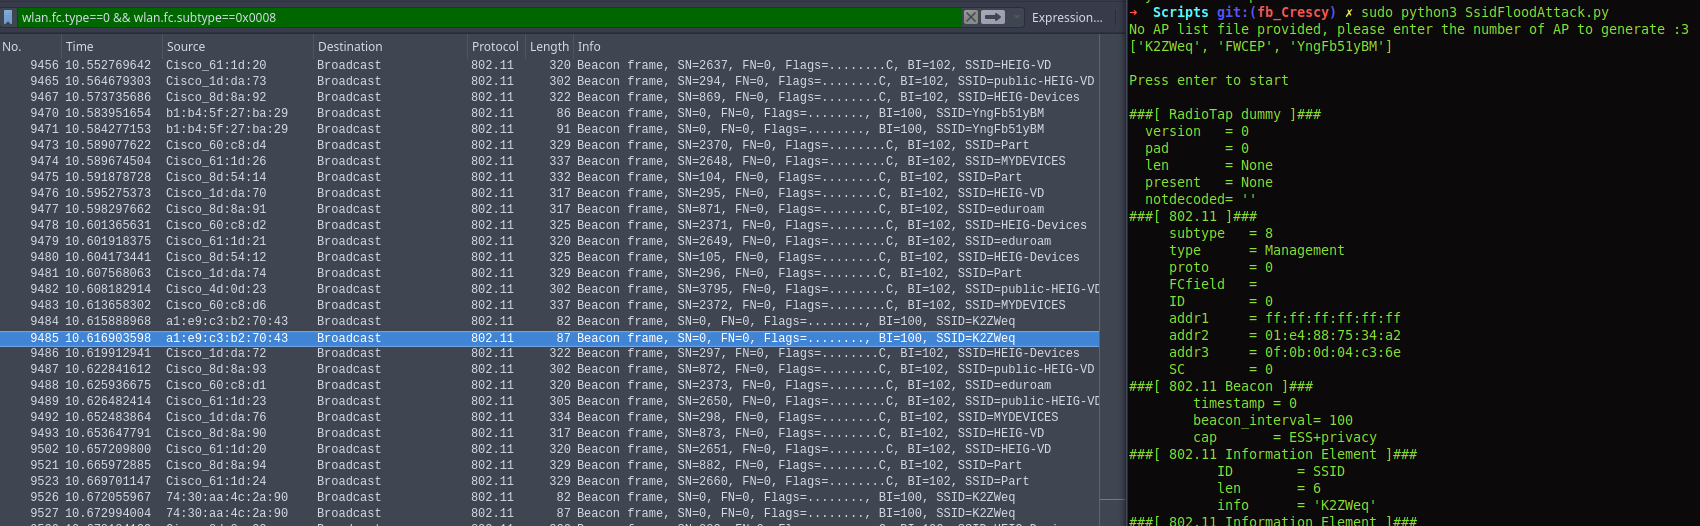 wlan.fc.type==0 && wlan.fc.subtype==0x0008 Expression...
No. Time Source Destination Protocol Length Info
9456 10.552769642 Cisco_61:1d:20 Broadcast 802.11 320 Beacon frame, SN=2637, FN=0, Flags=........C, BI=102, SSID=HEIG-VD
9465 10.564679303 Cisco_1d:da:73 Broadcast 802.11 302 Beacon frame, SN=294, FN=0, Flags=........C, BI=102, SSID=public-HEIG-VD
9467 10.573735686 Cisco_8d:8a:92 Broadcast 802.11 322 Beacon frame, SN=869, FN=0, Flags=........C, BI=102, SSID=HEIG-Devices
9470 10.583951654 b1:b4:5f:27:ba:29 Broadcast 802.11 86 Beacon frame, SN=0, FN=0, Flags=........, BI=100, SSID=YngFb51yBM
9471 10.584277153 b1:b4:5f:27:ba:29 Broadcast 802.11 91 Beacon frame, SN=0, FN=0, Flags=........, BI=100, SSID=YngFb51yBM
9473 10.589077622 Cisco_60:c8:d4 Broadcast 802.11 329 Beacon frame, SN=2370, FN=0, Flags=........C, BI=102, SSID=Part
9474 10.589674504 Cisco_61:1d:26 Broadcast 802.11 337 Beacon frame, SN=2648, FN=0, Flags=........C, BI=102, SSID=MYDEVICES
9475 10.591878728 Cisco_8d:54:14 Broadcast 802.11 332 Beacon frame, SN=104, FN=0, Flags=........C, BI=102, SSID=Part
9476 10.595275373 Cisco_1d:da:70 Broadcast 802.11 317 Beacon frame, SN=295, FN=0, Flags=........C, BI=102, SSID=HEIG-VD
9477 10.598297662 Cisco_8d:8a:91 Broadcast 802.11 317 Beacon frame, SN=871, FN=0, Flags=........C, BI=102, SSID=eduroam
9478 10.601365631 Cisco_60:c8:d2 Broadcast 802.11 325 Beacon frame, SN=2371, FN=0, Flags=........C, BI=102, SSID=HEIG-Devices
9479 10.601918375 Cisco_61:1d:21 Broadcast 802.11 320 Beacon frame, SN=2649, FN=0, Flags=........C, BI=102, SSID=eduroam
9480 10.604173441 Cisco_8d:54:12 Broadcast 802.11 325 Beacon frame, SN=105, FN=0, Flags=........C, BI=102, SSID=HEIG-Devices
9481 10.607568063 Cisco_1d:da:74 Broadcast 802.11 329 Beacon frame, SN=296, FN=0, Flags=........C, BI=102, SSID=Part
9482 10.608182914 Cisco_4d:0d:23 Broadcast 802.11 302 Beacon frame, SN=3795, FN=0, Flags=........C, BI=102, SSID=public-HEIG-VD
9483 10.613658302 Cisco_60:c8:d6 Broadcast 802.11 337 Beacon frame, SN=2372, FN=0, Flags=........C, BI=102, SSID=MYDEVICES
9484 10.615888968 a1:e9:c3:b2:70:43 Broadcast 802.11 82 Beacon frame, SN=0, FN=0, Flags=........, BI=100, SSID=K2ZWeq
9485 10.616903598 a1:e9:c3:b2:70:43 Broadcast 802.11 87 Beacon frame, SN=0, FN=0, Flags=........, BI=100, SSID=K2ZWeq
9486 10.619912941 Cisco_1d:da:72 Broadcast 802.11 322 Beacon frame, SN=297, FN=0, Flags=........C, BI=102, SSID=HEIG-Devices
9487 10.622841612 Cisco_8d:8a:93 Broadcast 802.11 302 Beacon frame, SN=872, FN=0, Flags=........C, BI=102, SSID=public-HEIG-VD
9488 10.625936675 Cisco_60:c8:d1 Broadcast 802.11 320 Beacon frame, SN=2373, FN=0, Flags=........C, BI=102, SSID=eduroam
9489 10.626482414 Cisco_61:1d:23 Broadcast 802.11 305 Beacon frame, SN=2650, FN=0, Flags=........C, BI=102, SSID=public-HEIG-VD
9492 10.652483864 Cisco_1d:da:76 Broadcast 802.11 334 Beacon frame, SN=298, FN=0, Flags=........C, BI=102, SSID=MYDEVICES
9493 10.653647791 Cisco_8d:8a:90 Broadcast 802.11 317 Beacon frame, SN=873, FN=0, Flags=........C, BI=102, SSID=HEIG-VD
9502 10.657209800 Cisco_61:1d:20 Broadcast 802.11 320 Beacon frame, SN=2651, FN=0, Flags=........C, BI=102, SSID=HEIG-VD
9521 10.665972885 Cisco_8d:8a:94 Broadcast 802.11 329 Beacon frame, SN=882, FN=0, Flags=........C, BI=102, SSID=Part
9523 10.669701147 Cisco_61:1d:24 Broadcast 802.11 329 Beacon frame, SN=2660, FN=0, Flags=........C, BI=102, SSID=Part
9526 10.672055967 74:30:aa:4c:2a:90 Broadcast 802.11 82 Beacon frame, SN=0, FN=0, Flags=........, BI=100, SSID=K2ZWeq
9527 10.672994004 74:30:aa:4c:2a:90 Broadcast 802.11 87 Beacon frame, SN=0, FN=0, Flags=........, BI=100, SSID=K2ZWeq
➜ Scripts git:(fb_Crescy) ✗ sudo python3 SsidFloodAttack.py
No AP list file provided, please enter the number of AP to generate :3
['K2ZWeq', 'FWCEP', 'YngFb51yBM']
Press enter to start
###[ RadioTap dummy ]###
version = 0
pad = 0
len = None
present = None
notdecoded= ''
###[ 802.11 ]###
subtype = 8
type = Management
proto = 0
FCfield =
ID = 0
addr1 = ff:ff:ff:ff:ff:ff
addr2 = 01:e4:88:75:34:a2
addr3 = 0f:0b:0d:04:c3:6e
SC = 0
###[ 802.11 Beacon ]###
timestamp = 0
beacon_interval= 100
cap = ESS+privacy
###[ 802.11 Information Element ]###
ID = SSID
len = 6
info = 'K2ZWeq'
###[ 802.11 Information Element ]###